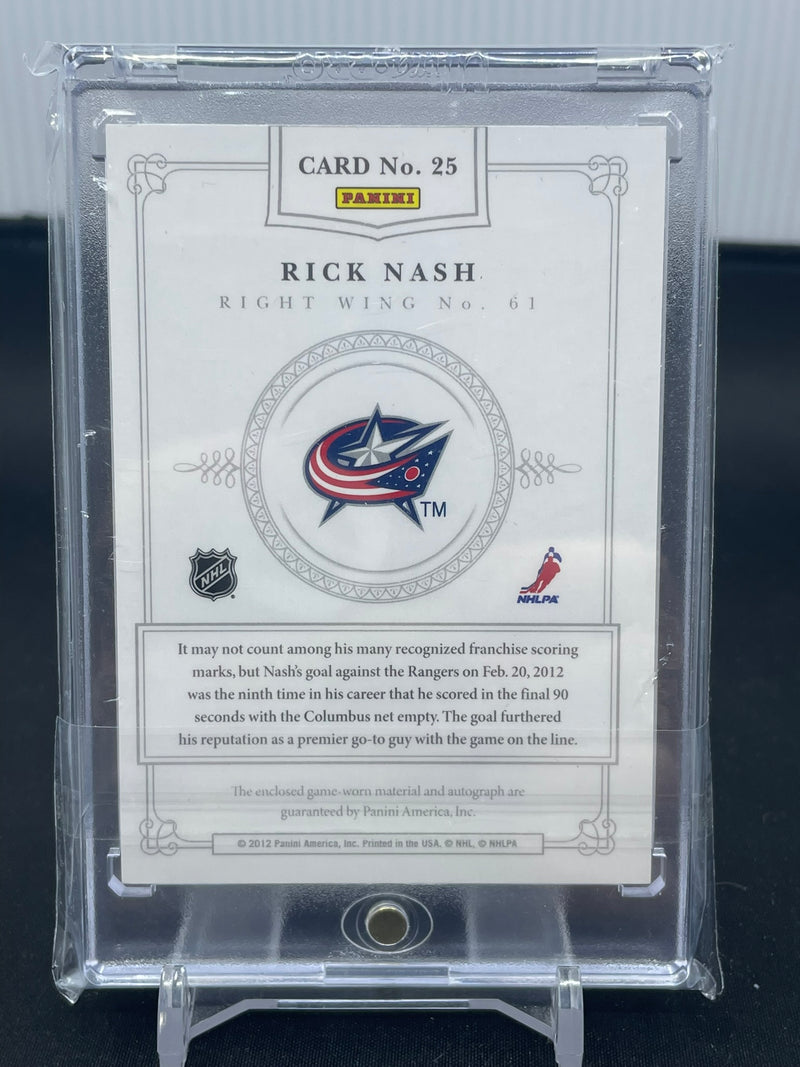 CARD No. 25
PANINI
RICK NASH
RIGHT WING No. 61
TM
NHL
NHLPA
It may not count among his many recognized franchise scoring
marks, but Nash's goal against the Rangers on Feb. 20, 2012
was the ninth time in his career that he scored in the final 90
seconds with the Columbus net empty. The goal furthered
his reputation as a premier go-to guy with the game on the line.
The enclosed game-worn material and autograph are
guaranteed by Panini America, Inc.
© 2012 Panini America, Inc. Printed in the USA. © NHL, © NHLPA